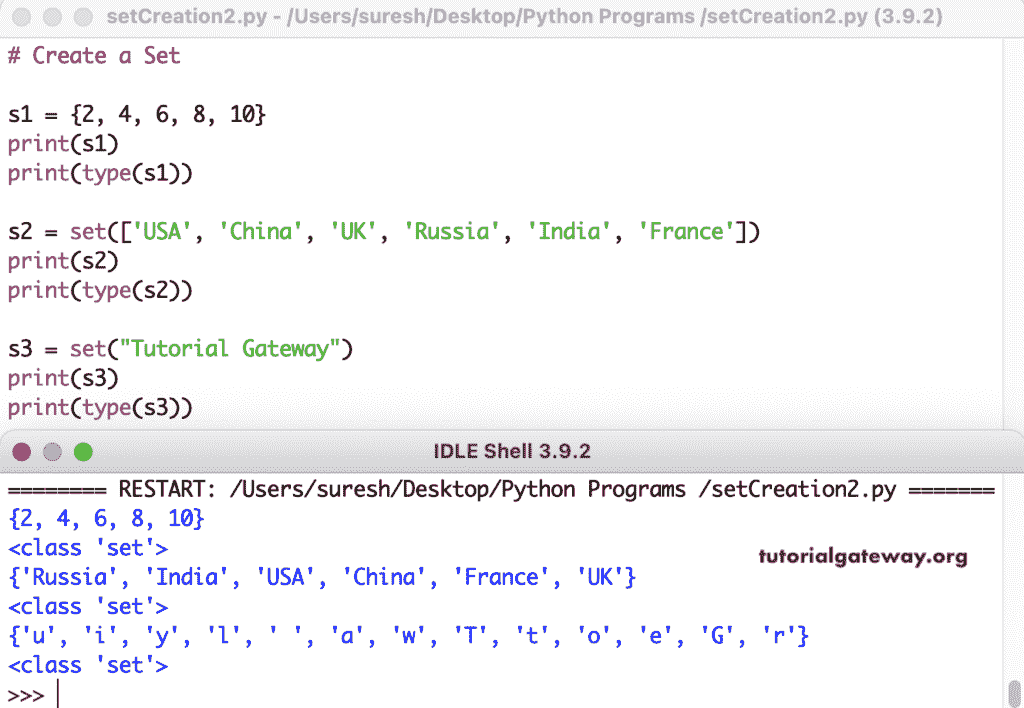 setCreation2.py - /Users/suresh/Desktop/Python Programs /setCreation2.py (3.9.2)
# Create a Set
s1 = {2, 4, 6, 8, 10}
print(s1)
print(type(s1))
s2 = set(['USA', 'China', 'UK', 'Russia', 'India', 'France'])
print(s2)
print(type(s2))
s3 = set("Tutorial Gateway")
print(s3)
print(type(s3))
IDLE Shell 3.9.2
======== RESTART: /Users/suresh/Desktop/Python Programs /setCreation2.py =======
{2, 4, 6, 8, 10}
<class 'set'>
tutorialgateway.org
{'Russia', 'India', 'USA', 'China', 'France', 'UK'}
<class 'set'>
{'u', 'i', 'y', 'l', ' ', 'a', 'w', 'T', 't', 'o', 'e', 'G', 'r'}
<class 'set'>
>>>